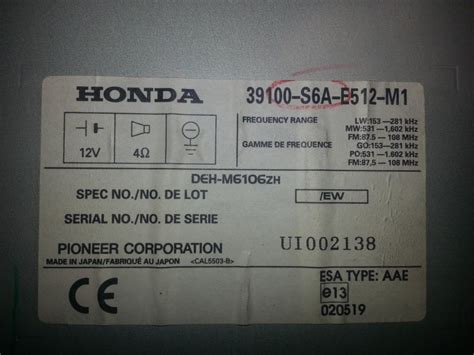 HONDA 39100-S6A-E512-M1
FREQUENCY RANGE LW:153—281 kHz
MW:531—1,602 kHz
FM:87.5— 108 MHz
GAMME DE FREQUENCE GO:153—281 kHz
PO:531—1.602 kHz
FM:87,5— 108 MHz
12V 4Ω
DEH-M6106ZH
SPEC NO./NO. DE LOT /EW
SERIAL NO./NO. DE SERIE
PIONEER CORPORATION UI002138
MADE IN JAPAN/FABRIQUÉ AU JAPON <CAL5503-B>
CE ESA TYPE: AAE
e13
020519